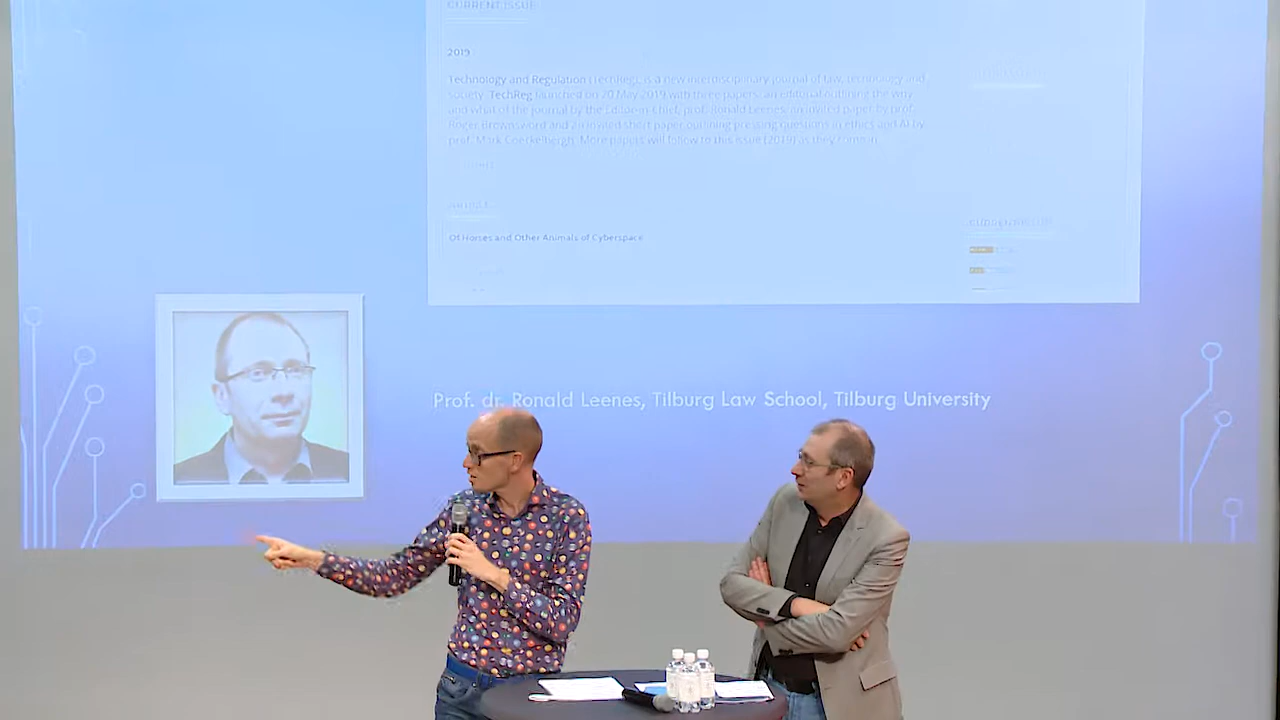 CURRENT ISSUE
2019
Technology and Regulation (TechReg), is a new interdisciplinary journal of law, technology and
society. TechReg launched on 20 May 2019 with three papers: an editorial outlining the why
and what of the journal by the Editor-in-Chief, prof. Ronald Leenes, an invited paper by prof.
Roger Brownsword and an invited short paper outlining pressing questions in ethics and AI by
prof. Mark Coeckelbergh. More papers will follow to this issue (2019) as they come in.
Of Horses and Other Animals of Cyberspace
Prof. dr. Ronald Leenes, Tilburg Law School, Tilburg University